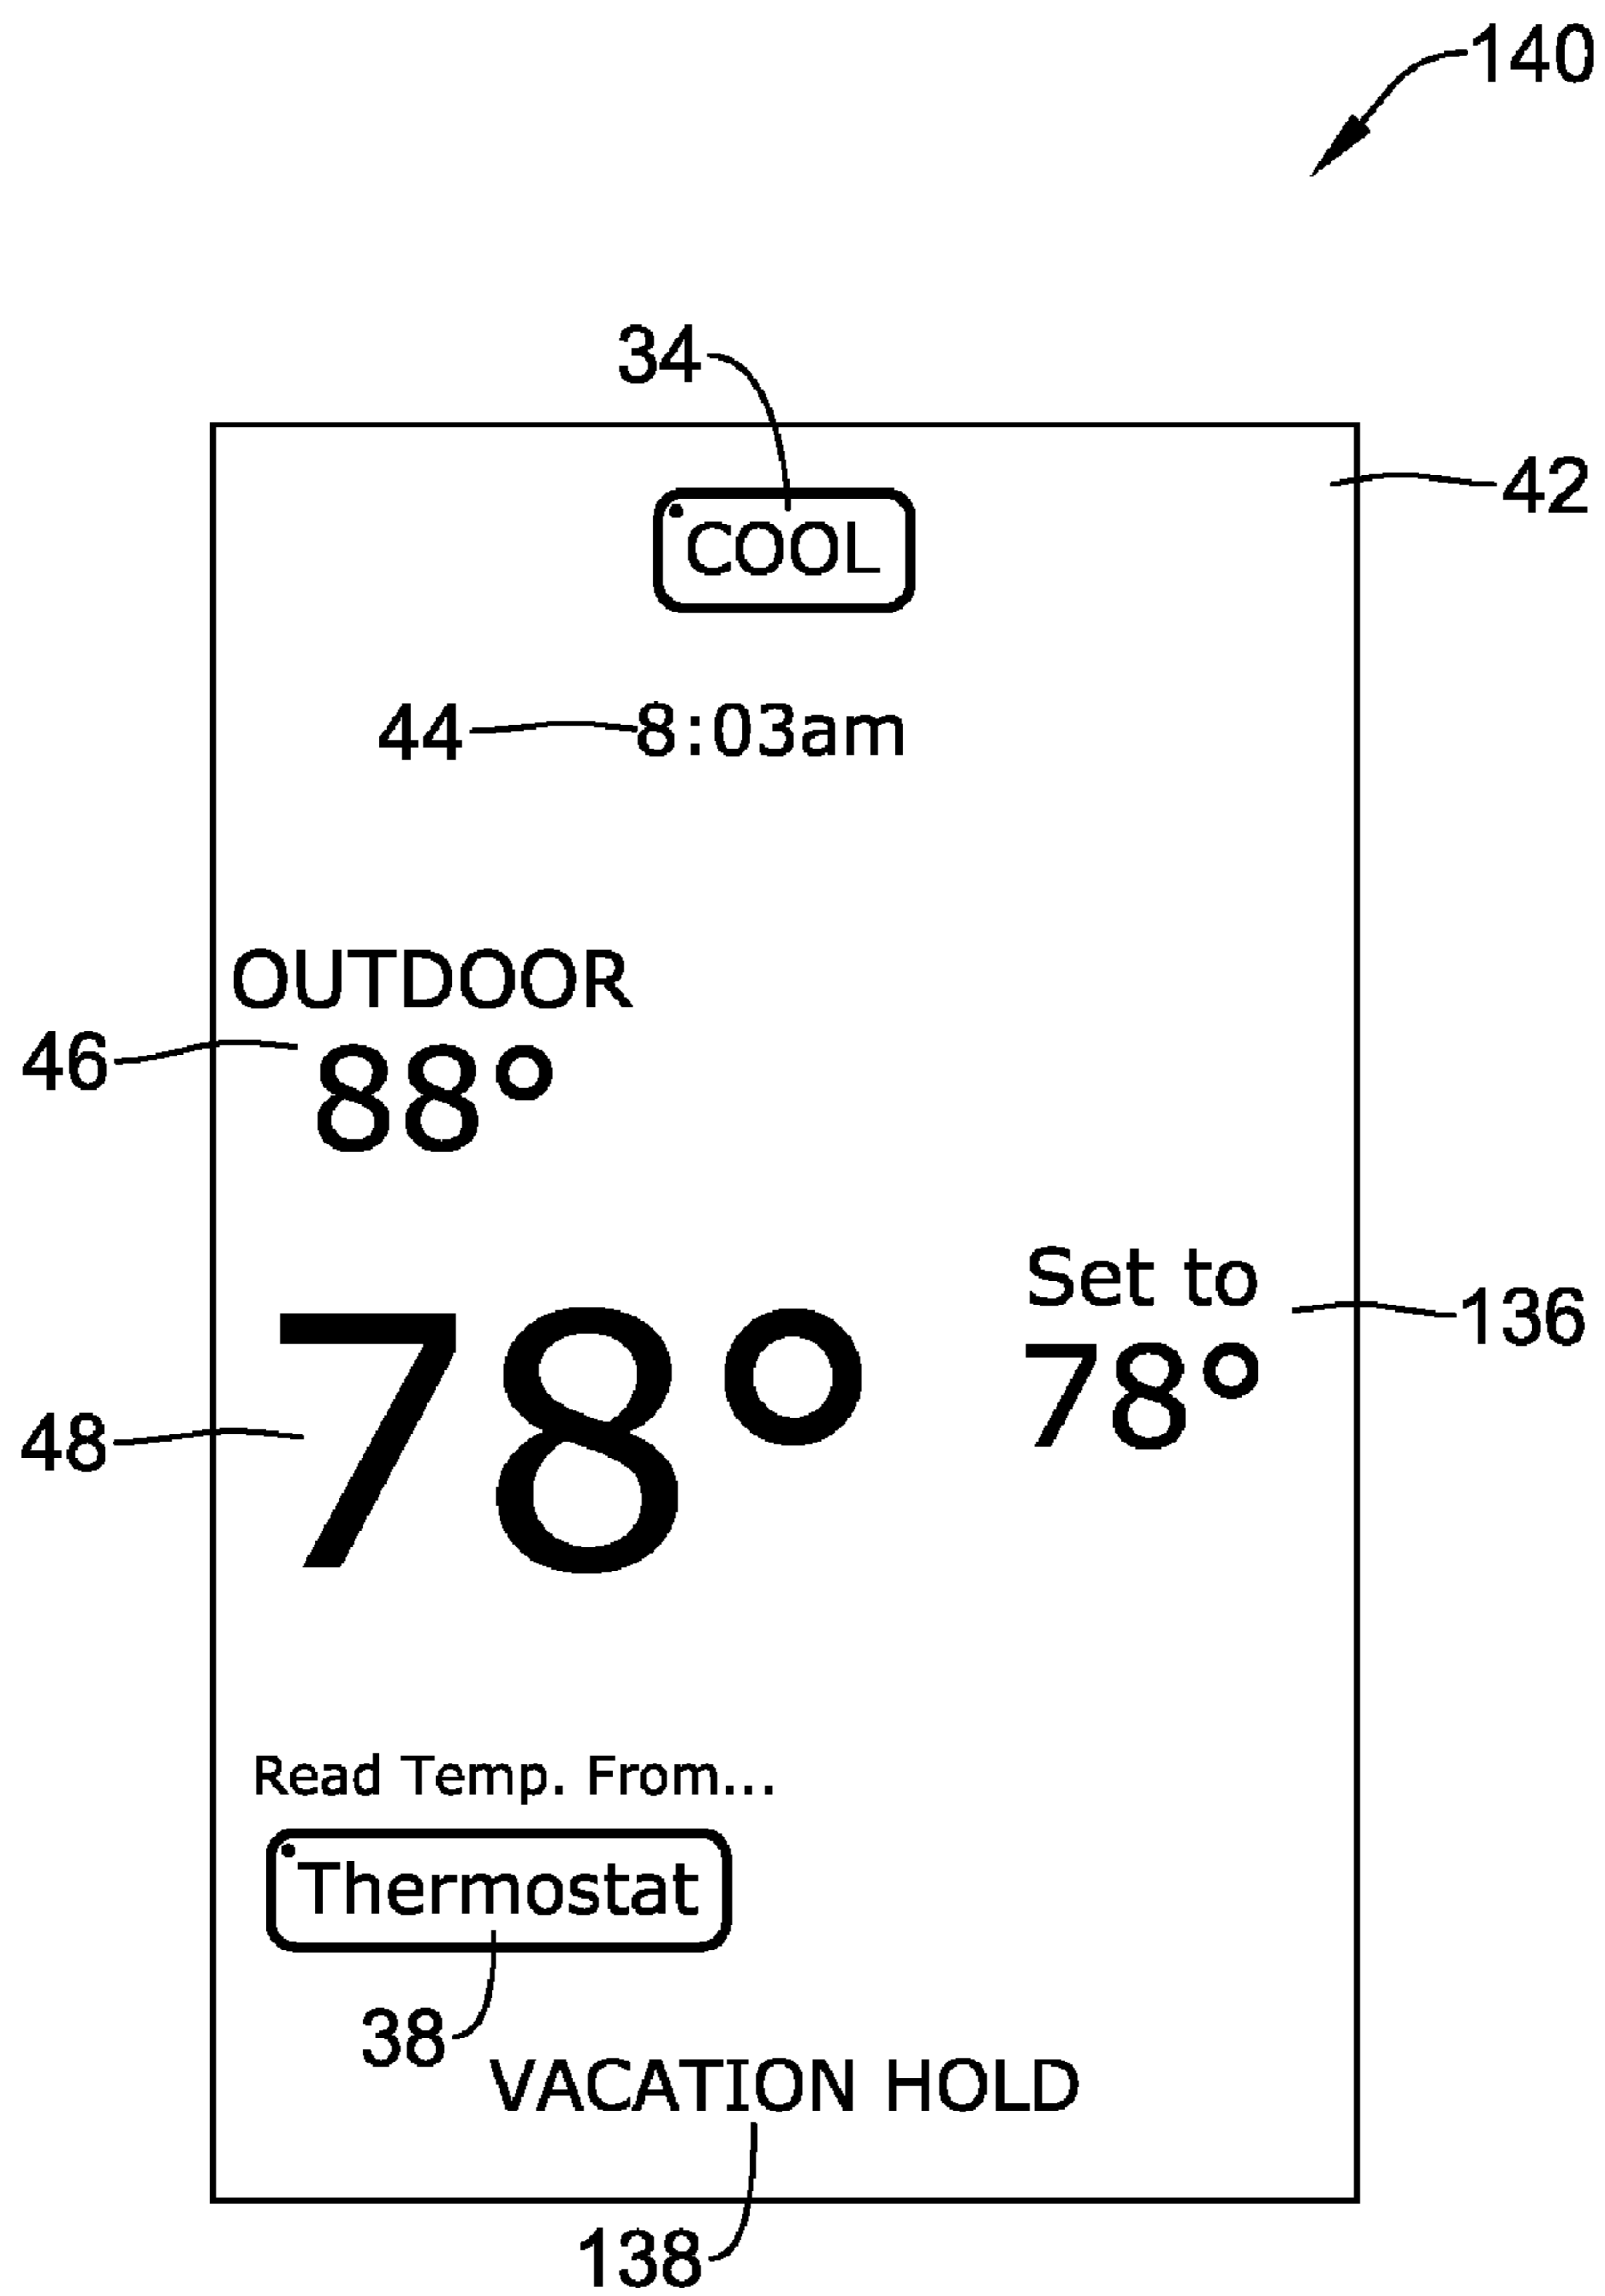 140
34
42
COOL
44 8:03am
OUTDOOR
46 88°
Set to
136
78°
48 78°
Read Temp. From...
Thermostat
38
VACATION HOLD
138